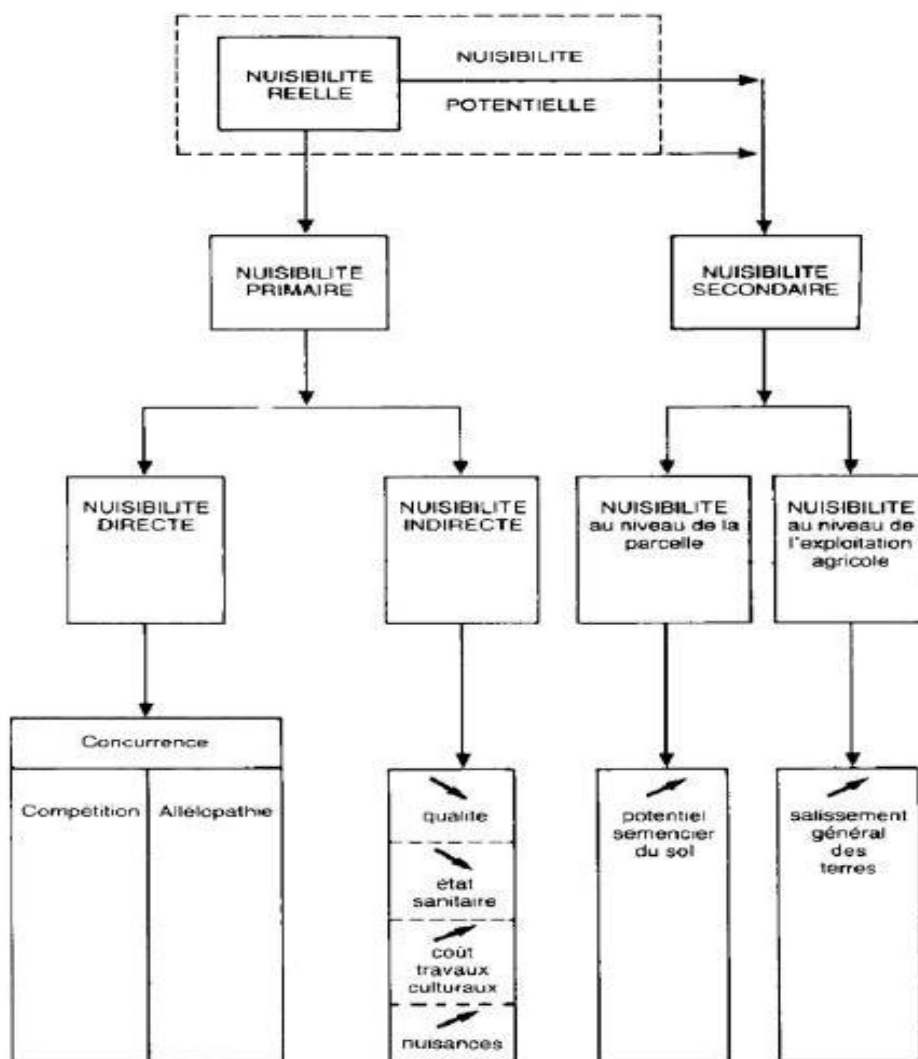 NUISIBILITE
REELLE
NUISIBILITE
POTENTIELLE
NUISIBILITE
PRIMAIRE
NUISIBILITE
SECONDAIRE
NUISIBILITE
DIRECTE
NUISIBILITE
INDIRECTE
NUISIBILITE
au niveau de la
parcelle
NUISIBILITE
au niveau de
l'exploitation
agricole
Concurrence
Compétition
Allélopathie
qualité
état
sanitaire
coût
travaux
culturaux
nuisances
potentiel
semencier
du sol
salissement
général
des
terres